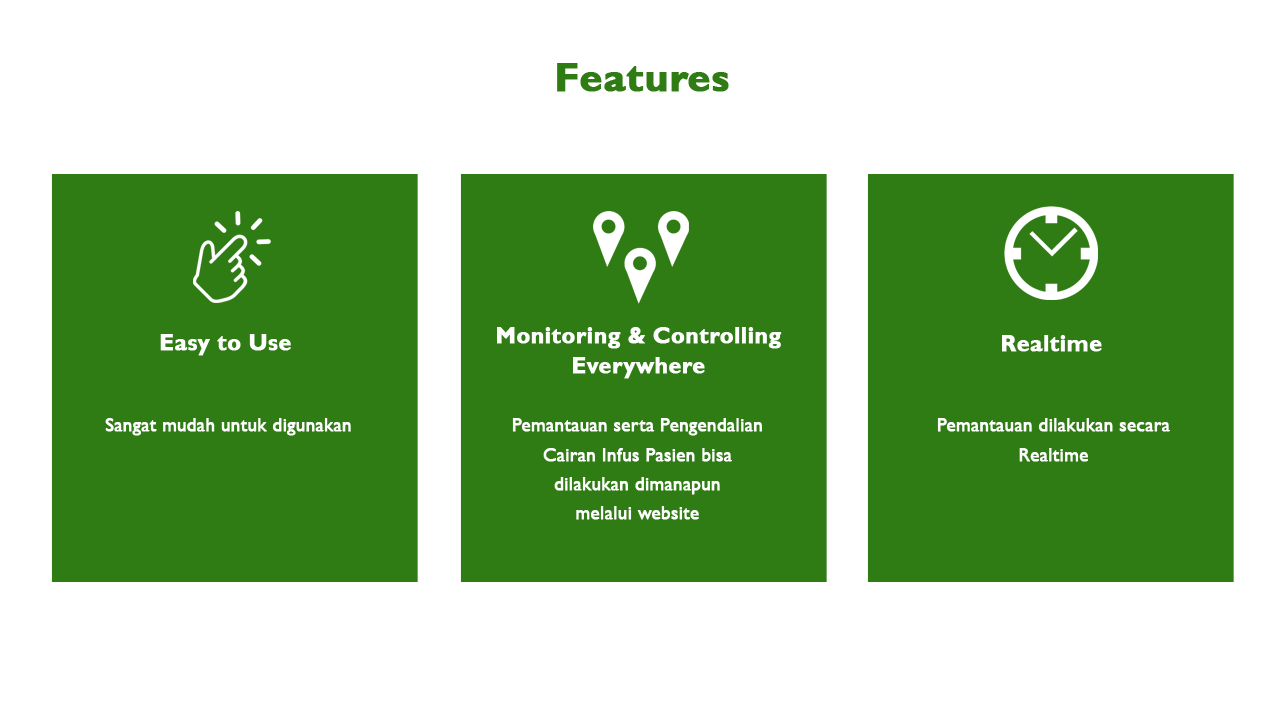 Features
Easy to Use
Sangat mudah untuk digunakan
Monitoring & Controlling
Everywhere
Pemantauan serta Pengendalian
Cairan Infus Pasien bisa
dilakukan dimanapun
melalui website
Realtime
Pemantauan dilakukan secara
Realtime